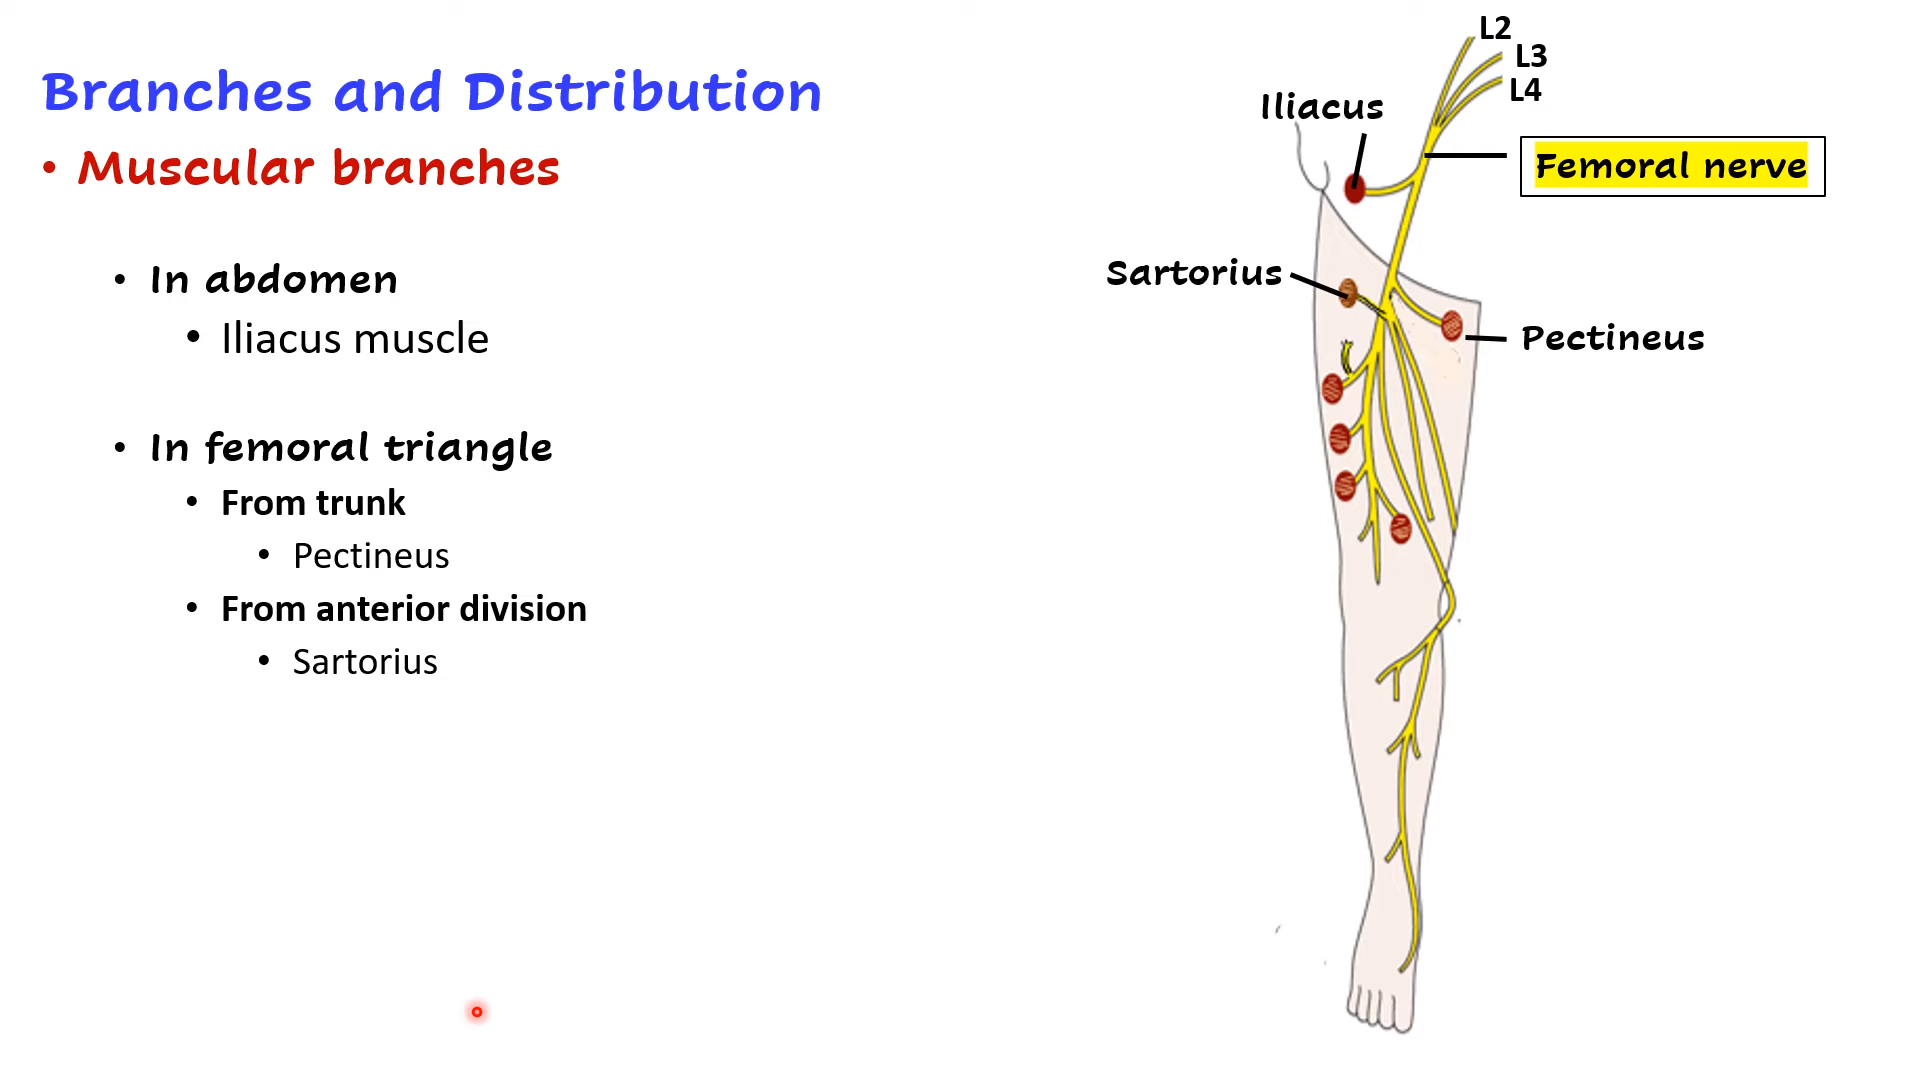 Branches and Distribution
• Muscular branches
• In abdomen
• Iliacus muscle
• In femoral triangle
• From trunk
• Pectineus
• From anterior division
• Sartorius
L2
L3
L4
Iliacus
Femoral nerve
Sartorius
Pectineus